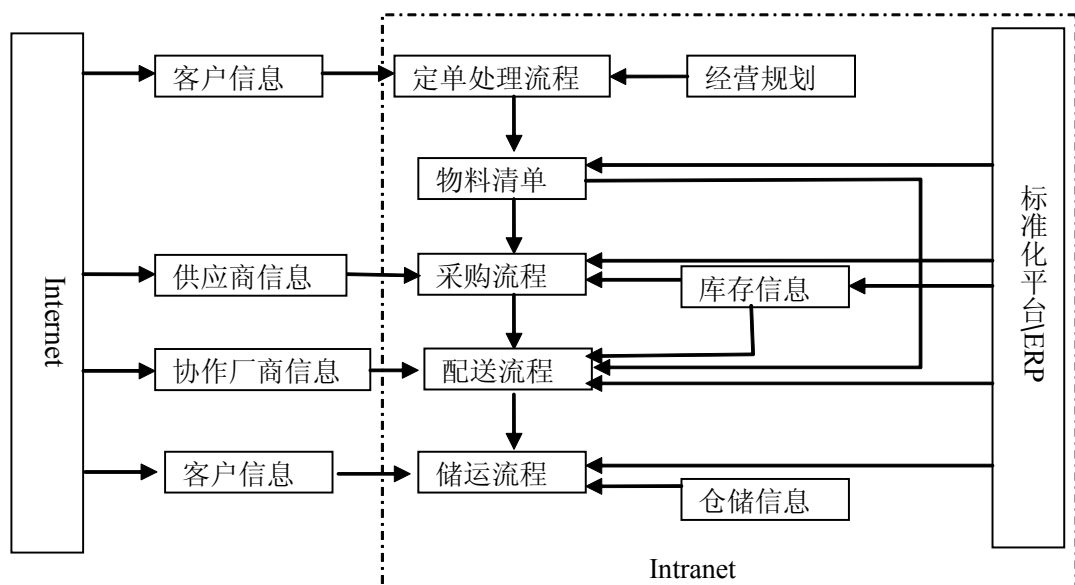 Internet
客户信息
定单处理流程
经营规划
物料清单
供应商信息
采购流程
库存信息
协作厂商信息
配送流程
客户信息
储运流程
仓储信息
标准化平台\ERP
Intranet